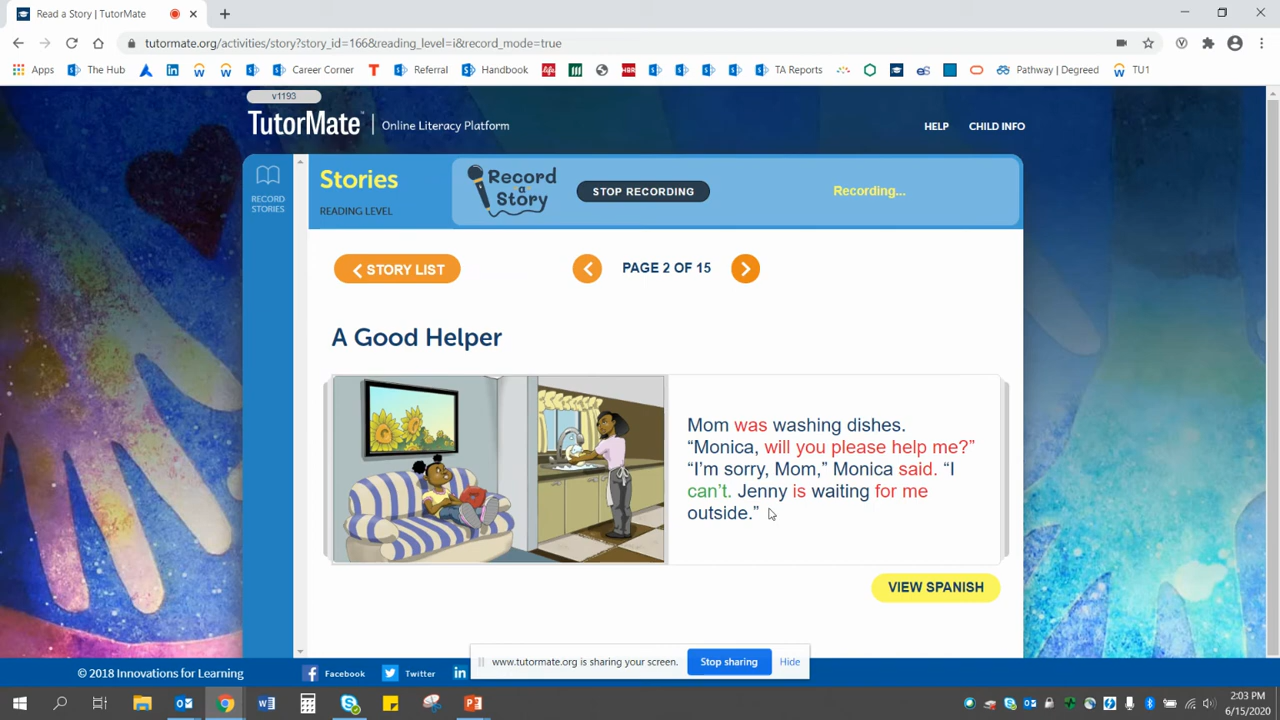 Read a Story | TutorMate
tutormate.org/activities/story?story_id=166&reading_level=i&record_mode=true
Apps The Hub Career Corner T Referral Handbook life HBR TA Reports eS Pathway | Degreed TU1
v1193
TutorMate | Online Literacy Platform
HELP CHILD INFO
RECORD STORIES
Stories
READING LEVEL
Record a Story
STOP RECORDING
Recording...
STORY LIST
PAGE 2 OF 15
A Good Helper
Mom was washing dishes.
“Monica, will you please help me?”
“I’m sorry, Mom,” Monica said. “I
can’t. Jenny is waiting for me
outside.”
VIEW SPANISH
www.tutormate.org is sharing your screen. Stop sharing Hide
© 2018 Innovations for Learning
Facebook Twitter in
2:03 PM
6/15/2020